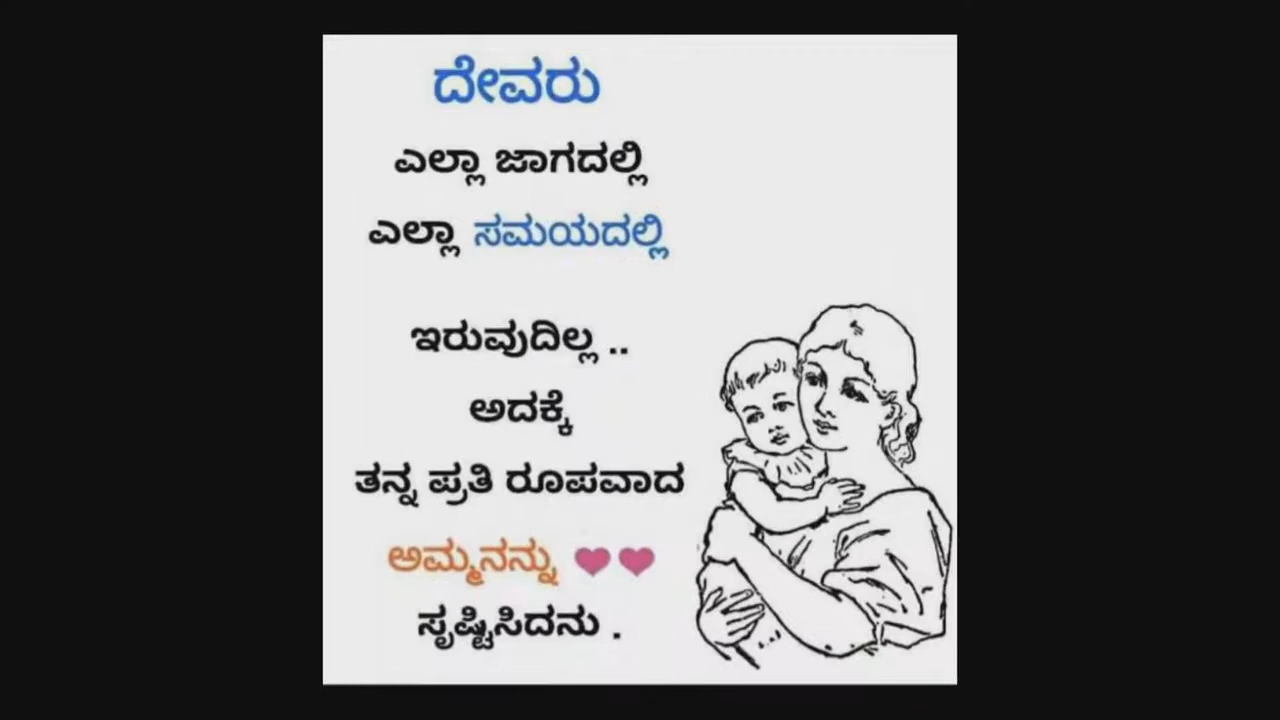 ದೇವರು
ಎಲ್ಲಾ ಜಾಗದಲ್ಲಿ
ಎಲ್ಲಾ ಸಮಯದಲ್ಲಿ
ಇರುವುದಿಲ್ಲ ..
ಅದಕ್ಕೆ
ತನ್ನ ಪ್ರತಿ ರೂಪವಾದ
ಅಮ್ಮನನ್ನು 💗💗
ಸೃಷ್ಟಿಸಿದನು .